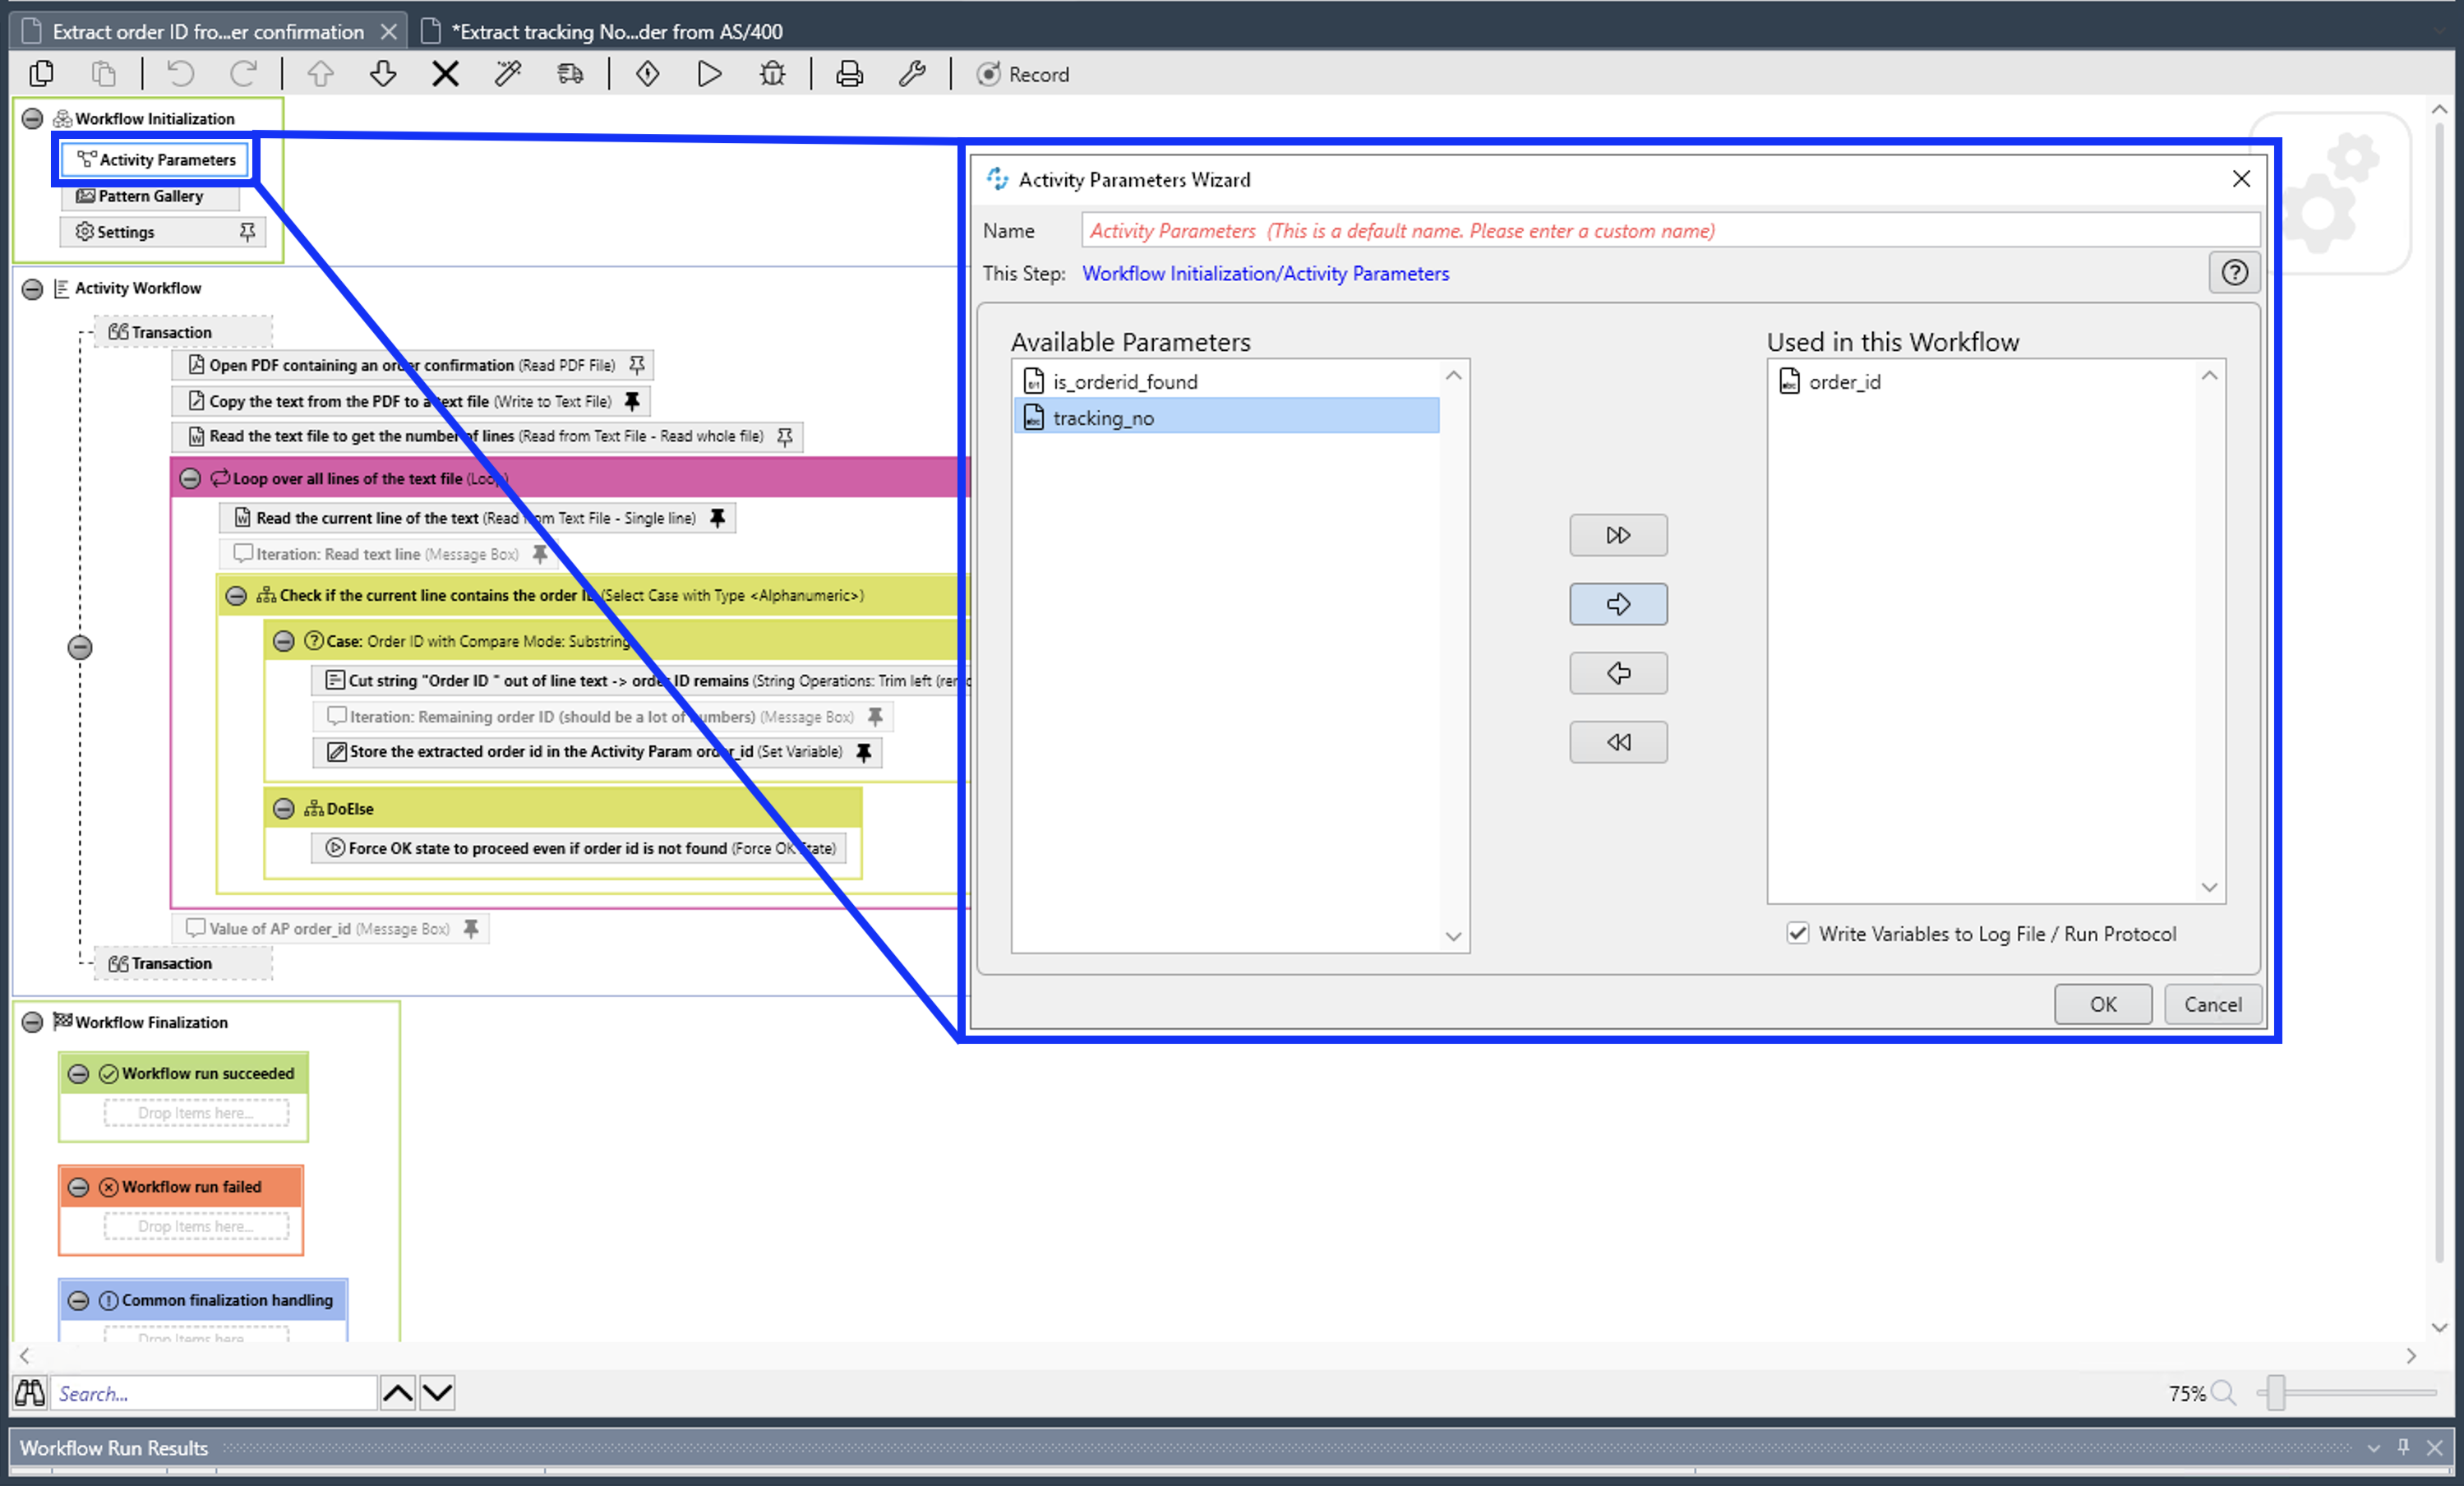 Extract order ID fro...er confirmation
*Extract tracking No...der from AS/400
Record
Workflow Initialization
Activity Parameters
Pattern Gallery
Settings
Activity Workflow
Transaction
Open PDF containing an order confirmation (Read PDF File)
Copy the text from the PDF to a text file (Write to Text File)
Read the text file to get the number of lines (Read from Text File - Read whole file)
Loop over all lines of the text file (Loop)
Read the current line of the text (Read from Text File - Single line)
Iteration: Read text line (Message Box)
Check if the current line contains the order ID (Select Case with Type <Alphanumeric>)
Case: Order ID with Compare Mode: Substring
Cut string "Order ID " out of line text -> order ID remains (String Operations: Trim left
Iteration: Remaining order ID (should be a lot of numbers) (Message Box)
Store the extracted order id in the Activity Param order_id (Set Variable)
DoElse
Force OK state to proceed even if order id is not found (Force OK State)
Value of AP order_id (Message Box)
Transaction
Workflow Finalization
Workflow run succeeded
Drop Items here...
Workflow run failed
Drop Items here...
Common finalization handling
Drop Items here...
Activity Parameters Wizard
Name
Activity Parameters (This is a default name. Please enter a custom name)
This Step: Workflow Initialization/Activity Parameters
Available Parameters
is_orderid_found
tracking_no
Used in this Workflow
order_id
Write Variables to Log File / Run Protocol
OK
Cancel
Search...
75%
Workflow Run Results